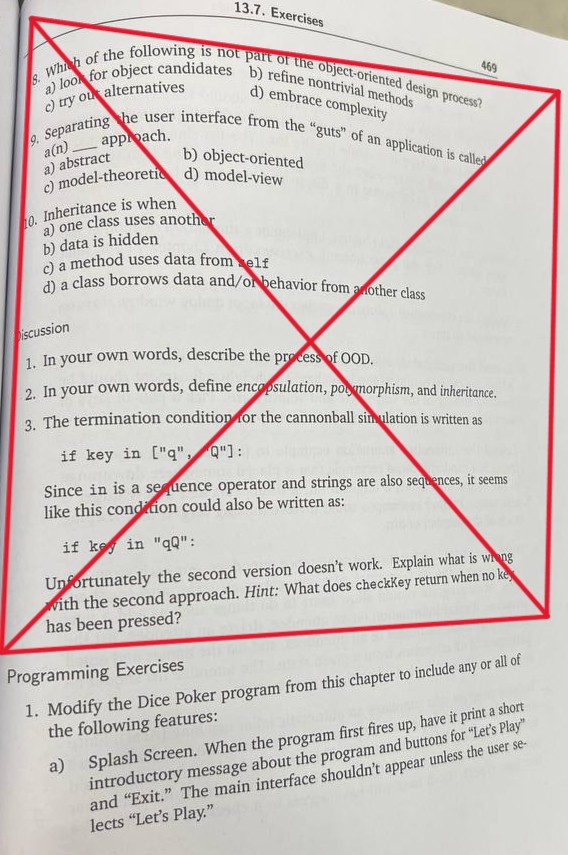 13.7. Exercises
469
8. Which of the following is not part of the object-oriented design process?
a) look for object candidates b) refine nontrivial methods
c) try out alternatives d) embrace complexity
9. Separating the user interface from the “guts” of an application is called
a(n) ___ approach.
a) abstract b) object-oriented
c) model-theoretic d) model-view
10. Inheritance is when
a) one class uses another
b) data is hidden
c) a method uses data from self
d) a class borrows data and/or behavior from another class
Discussion
1. In your own words, describe the process of OOD.
2. In your own words, define encapsulation, polymorphism, and inheritance.
3. The termination condition for the cannonball simulation is written as
if key in ["q", "Q"]:
Since in is a sequence operator and strings are also sequences, it seems
like this condition could also be written as:
if key in "qQ":
Unfortunately the second version doesn’t work. Explain what is wrong
with the second approach. Hint: What does checkKey return when no key
has been pressed?
Programming Exercises
1. Modify the Dice Poker program from this chapter to include any or all of
the following features:
a) Splash Screen. When the program first fires up, have it print a short
introductory message about the program and buttons for “Let’s Play”
and “Exit.” The main interface shouldn’t appear unless the user se-
lects “Let’s Play.”